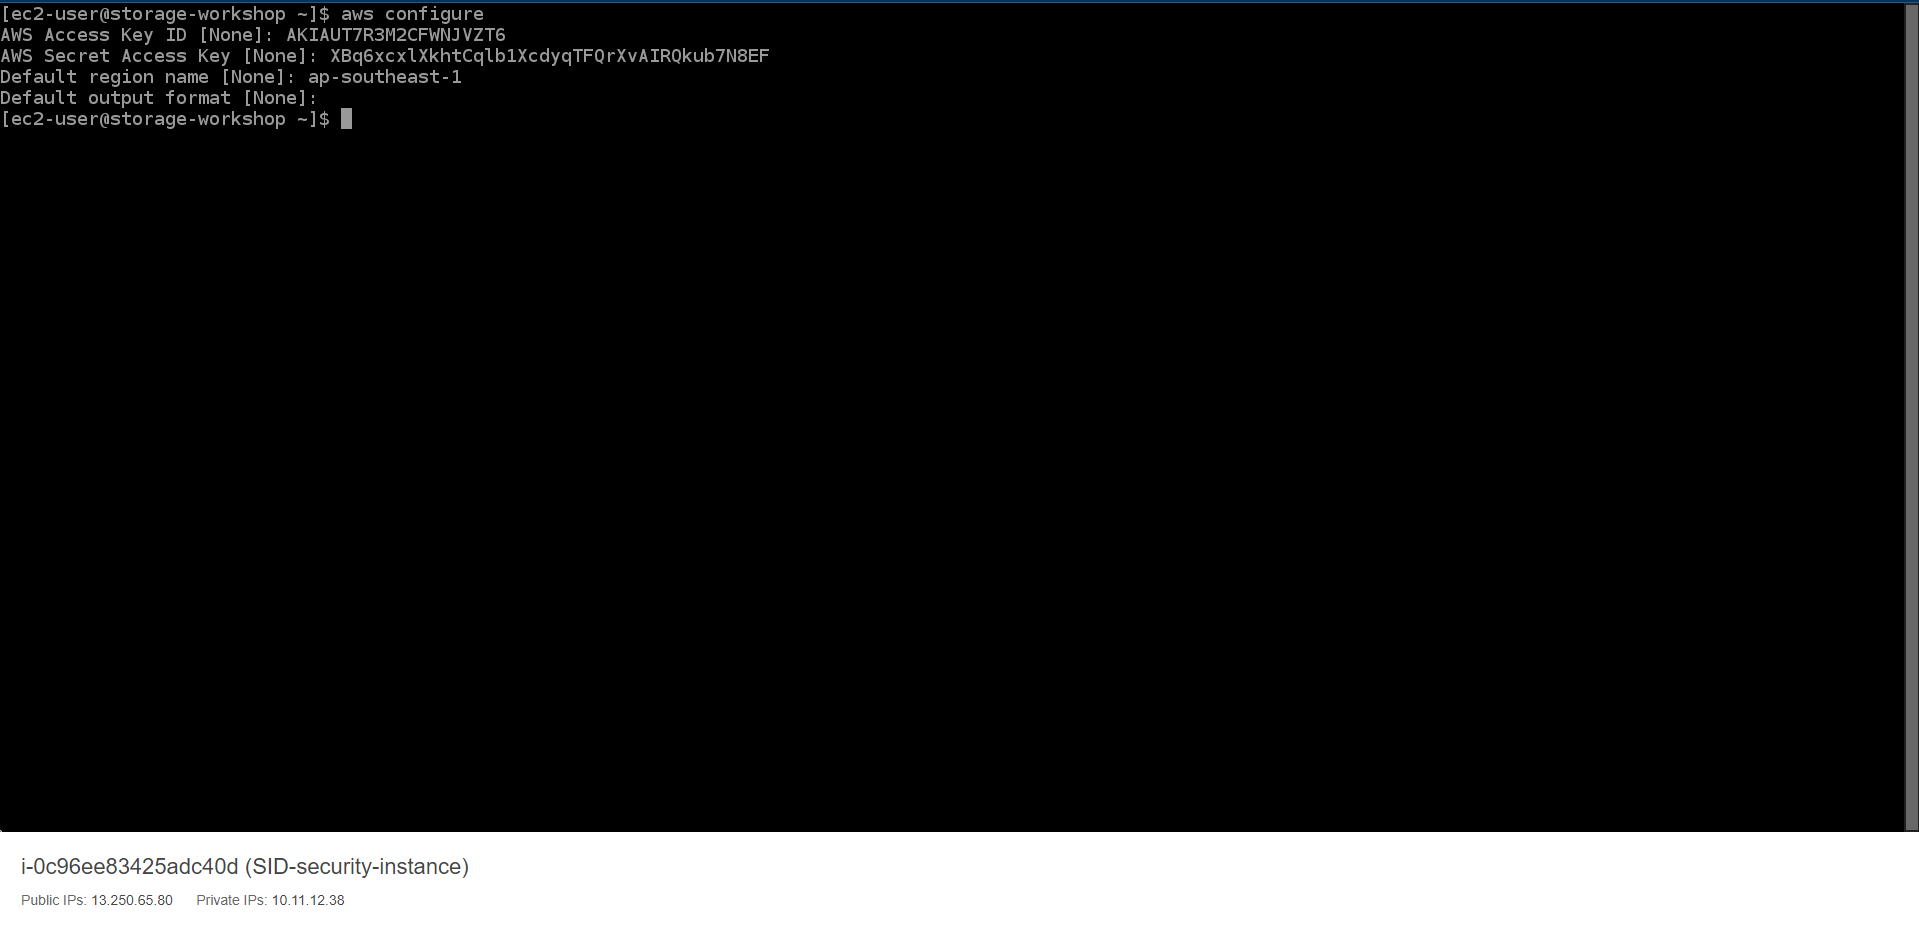 [ec2-user@storage-workshop ~]$ aws configure
AWS Access Key ID [None]: AKIAUT7R3M2CFWNJVZT6
AWS Secret Access Key [None]: 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
Default region name [None]: ap-southeast-1
Default output format [None]:
[ec2-user@storage-workshop ~]$
i-0c96ee83425adc40d (SID-security-instance)
Public IPs: 13.250.65.80 Private IPs: 10.11.12.38